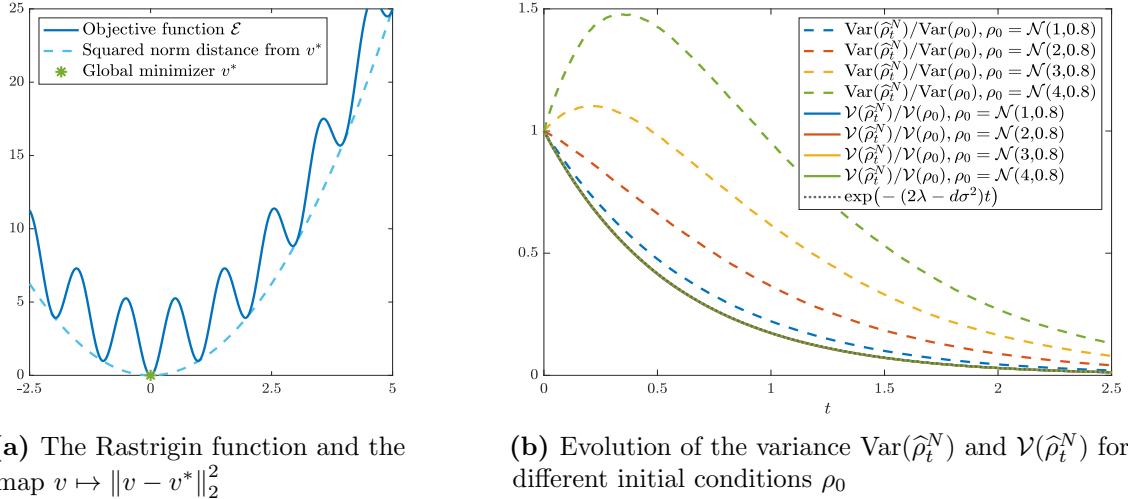 25
20
15
10
5
0
-2.5
0
2.5
5
Objective function ℰ
Squared norm distance from v*
Global minimizer v*
1.5
1
0.5
0
0
0.5
1
1.5
2
2.5
t
Var(ρ̂ₜᴺ)/Var(ρ₀), ρ₀ = 𝒩(1,0.8)
Var(ρ̂ₜᴺ)/Var(ρ₀), ρ₀ = 𝒩(2,0.8)
Var(ρ̂ₜᴺ)/Var(ρ₀), ρ₀ = 𝒩(3,0.8)
Var(ρ̂ₜᴺ)/Var(ρ₀), ρ₀ = 𝒩(4,0.8)
𝒱(ρ̂ₜᴺ)/𝒱(ρ₀), ρ₀ = 𝒩(1,0.8)
𝒱(ρ̂ₜᴺ)/𝒱(ρ₀), ρ₀ = 𝒩(2,0.8)
𝒱(ρ̂ₜᴺ)/𝒱(ρ₀), ρ₀ = 𝒩(3,0.8)
𝒱(ρ̂ₜᴺ)/𝒱(ρ₀), ρ₀ = 𝒩(4,0.8)
exp(− (2λ − dσ²)t)
(a) The Rastrigin function and the
map v ↦ ‖v − v*‖₂²
(b) Evolution of the variance Var(ρ̂ₜᴺ) and 𝒱(ρ̂ₜᴺ) for
different initial conditions ρ₀